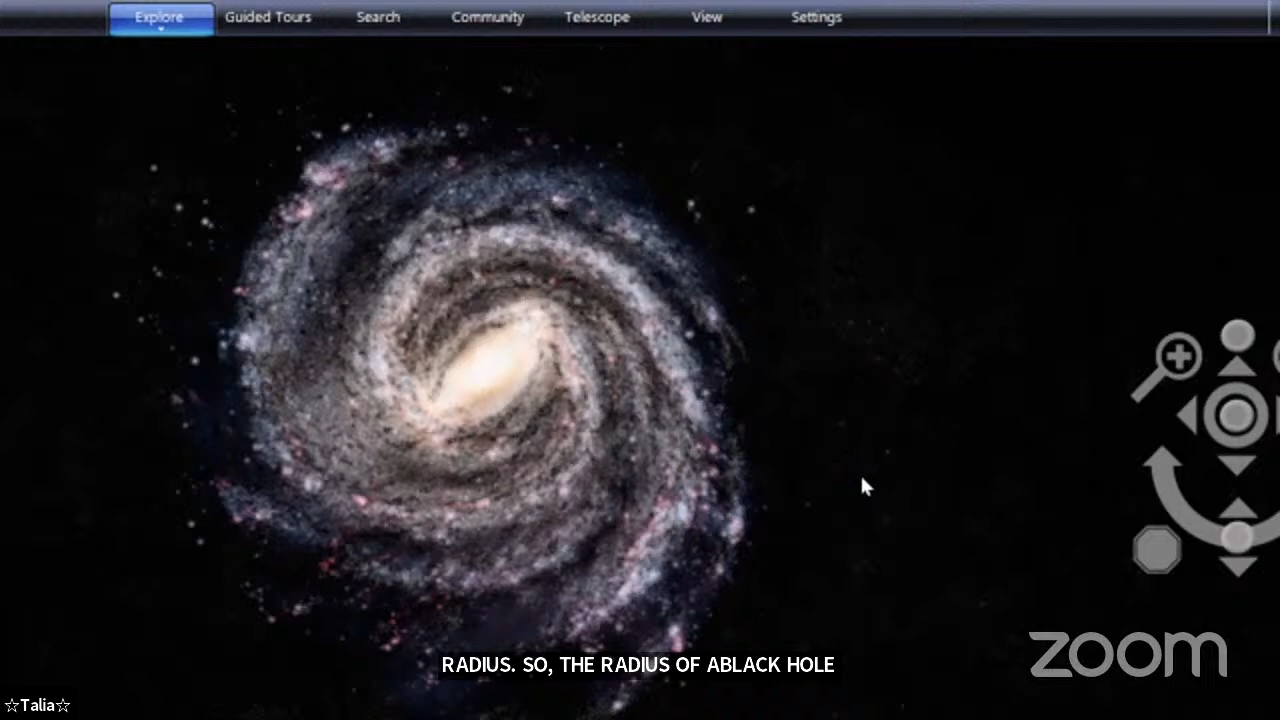 Explore
Guided Tours
Search
Community
Telescope
View
Settings
RADIUS. SO, THE RADIUS OF ABLACK HOLE
zoom
☆Talia☆